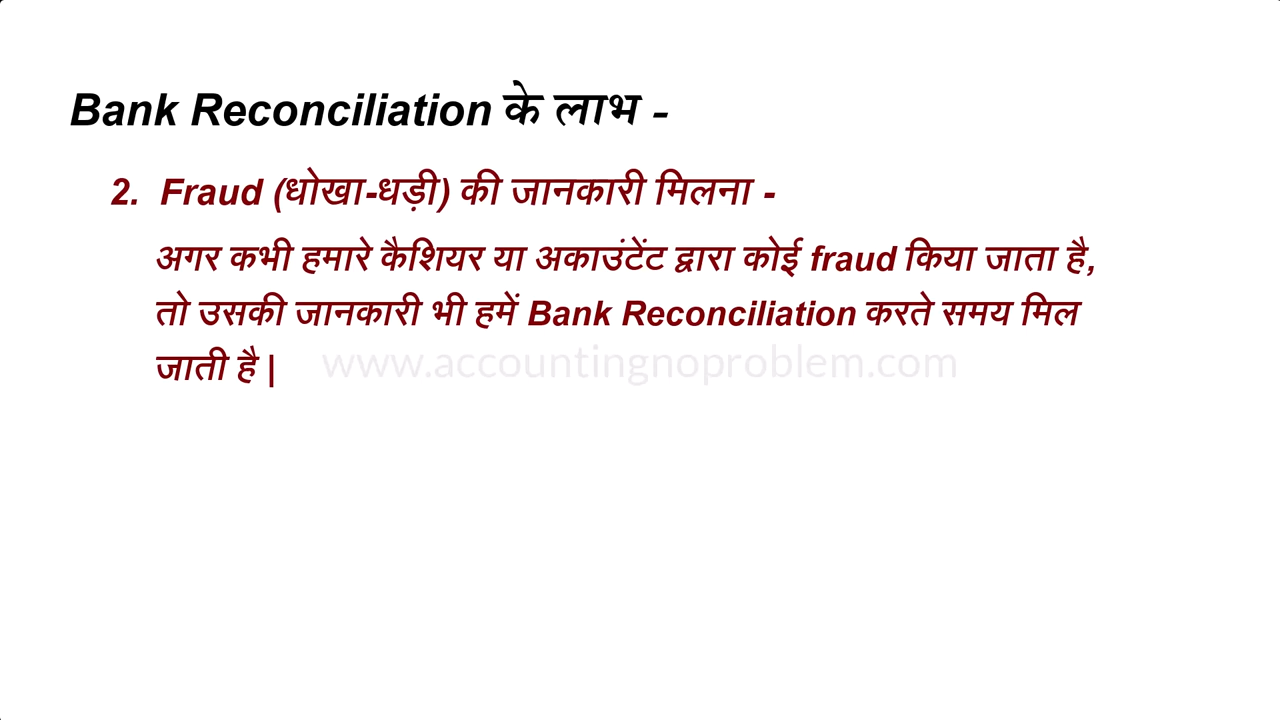 Bank Reconciliation के लाभ -
2. Fraud (धोखा-धड़ी) की जानकारी मिलना -
अगर कभी हमारे कैशियर या अकाउंटेंट द्वारा कोई fraud किया जाता है,
तो उसकी जानकारी भी हमें Bank Reconciliation करते समय मिल
जाती है |
www.accountingnoproblem.com